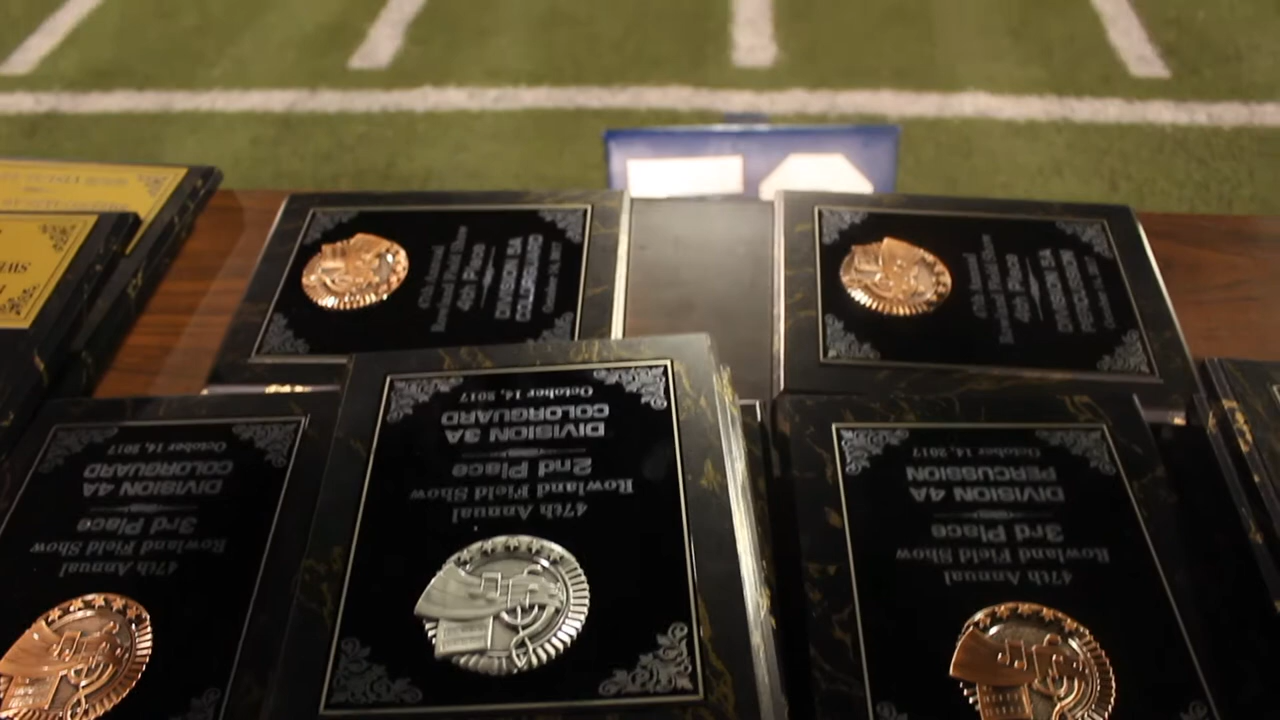 47th Annual
Rowland Field Show
4th Place
DIVISION 5A
COLORGUARD
47th Annual
Rowland Field Show
4th Place
DIVISION 5A
PERCUSSION
47th Annual
Rowland Field Show
3rd Place
DIVISION 4A
COLORGUARD
October 14, 2017
47th Annual
Rowland Field Show
2nd Place
DIVISION 3A
COLORGUARD
October 14, 2017
47th Annual
Rowland Field Show
3rd Place
DIVISION 4A
PERCUSSION
October 14, 2017